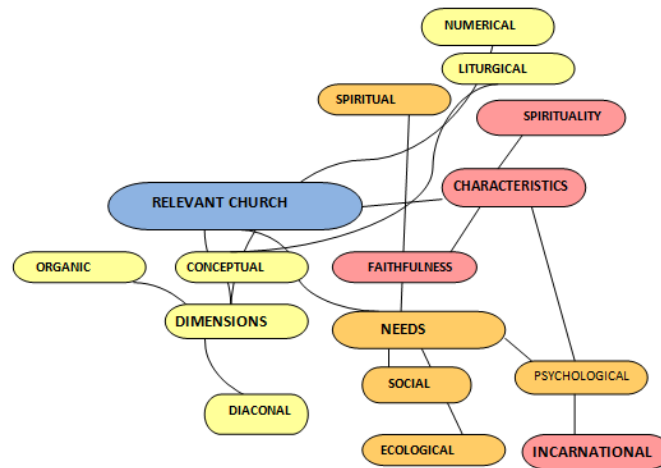 NUMERICAL
LITURGICAL
SPIRITUAL
SPIRITUALITY
CHARACTERISTICS
RELEVANT CHURCH
ORGANIC
CONCEPTUAL
FAITHFULNESS
DIMENSIONS
NEEDS
SOCIAL
PSYCHOLOGICAL
DIACONAL
ECOLOGICAL
INCARNATIONAL